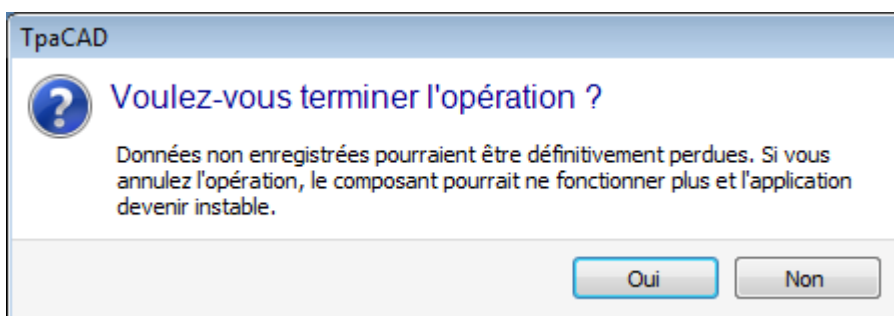 TpaCAD
Voulez-vous terminer l'opération ?
Données non enregistrées pourraient être définitivement perdues. Si vous
annulez l'opération, le composant pourrait ne fonctionner plus et l'application
devenir instable.
Oui
Non